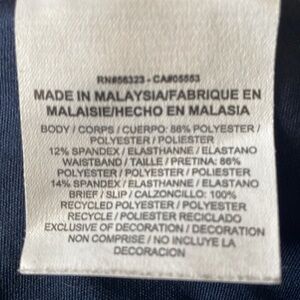 RN#56323 - CA#05553
MADE IN MALAYSIA/FABRIQUE EN
MALAISIE/HECHO EN MALASIA
BODY / CORPS / CUERPO: 88% POLYESTER /
POLYESTER / POLIESTER
12% SPANDEX / ELASTHANNE / ELASTANO
WAISTBAND / TAILLE / PRETINA: 86%
POLYESTER / POLYESTER / POLIESTER
14% SPANDEX / ELASTHANNE / ELASTANO
BRIEF / SLIP / CALZONCILLO: 100%
RECYCLED POLYESTER / POLYESTER
RECYCLE / POLIESTER RECICLADO
EXCLUSIVE OF DECORATION / DECORATION
NON COMPRISE / NO INCLUYE LA
DECORACION